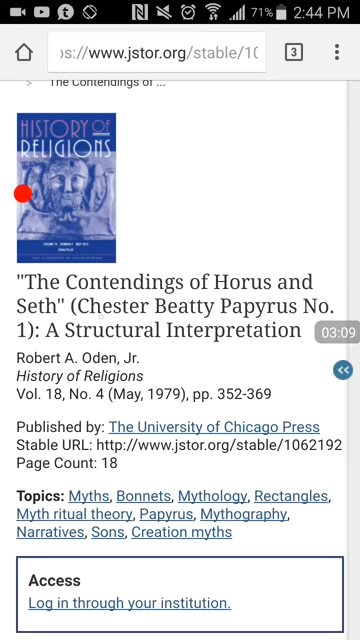 71% 2:44 PM
ɔs://www.jstor.org/stable/10
3
> The Contendings of ...
HISTORY OF
RELIGIONS
"The Contendings of Horus and
Seth" (Chester Beatty Papyrus No.
1): A Structural Interpretation
03:09
Robert A. Oden, Jr.
History of Religions
Vol. 18, No. 4 (May, 1979), pp. 352-369
Published by: The University of Chicago Press
Stable URL: http://www.jstor.org/stable/1062192
Page Count: 18
Topics: Myths, Bonnets, Mythology, Rectangles,
Myth ritual theory, Papyrus, Mythography,
Narratives, Sons, Creation myths
Access
Log in through your institution.